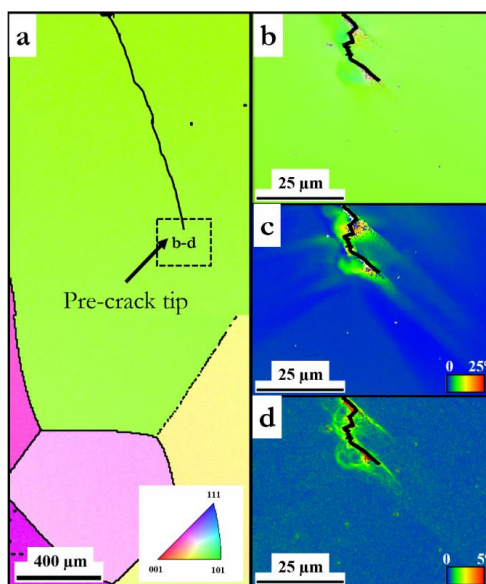 a
b-d
Pre-crack tip
111
001
101
400 μm
b
25 μm
c
0 25°
25 μm
d
0 5°
25 μm